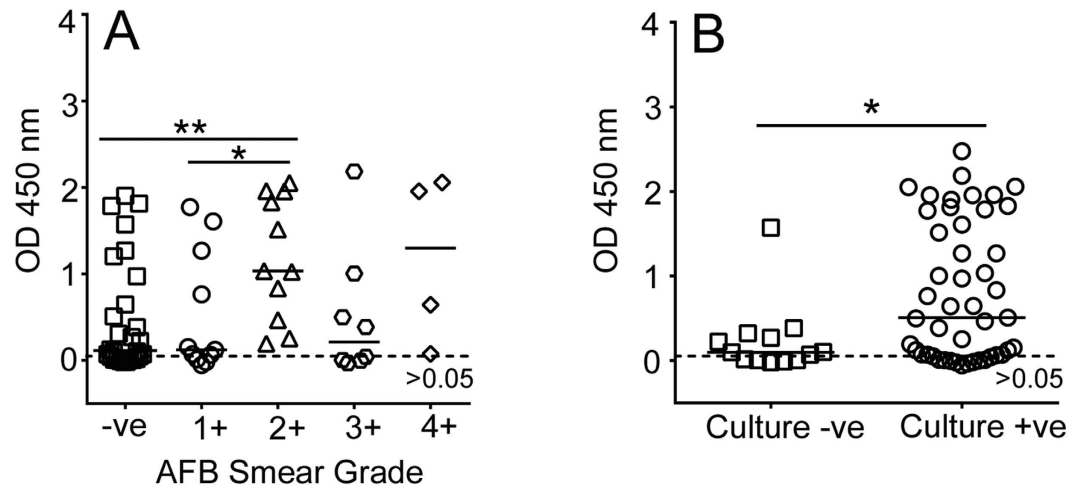 A
OD 450 nm
4
3
2
1
0
**
*
>0.05
-ve 1+ 2+ 3+ 4+
AFB Smear Grade
B
OD 450 nm
4
3
2
1
0
*
>0.05
Culture -ve Culture +ve